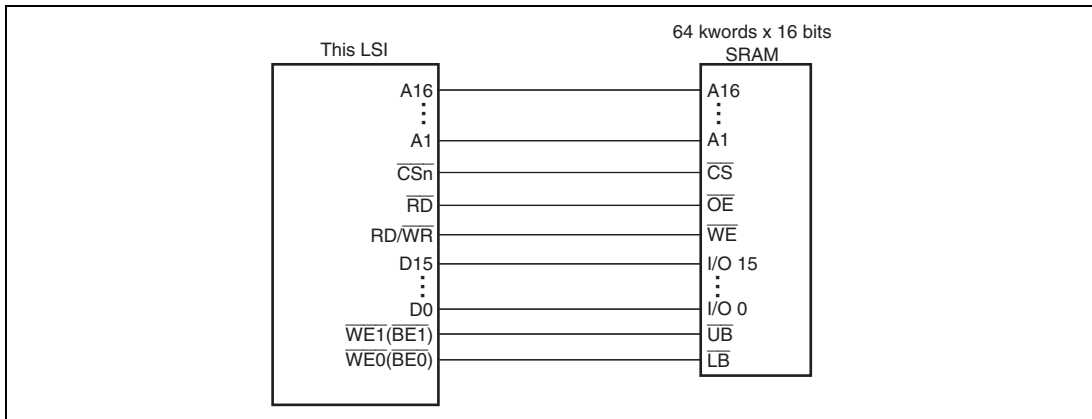 64 kwords x 16 bits
This LSI SRAM
A16 A16
A1 A1
CSn CS
RD OE
RD/WR WE
D15 I/O 15
D0 I/O 0
WE1(BE1) UB
WE0(BE0) LB